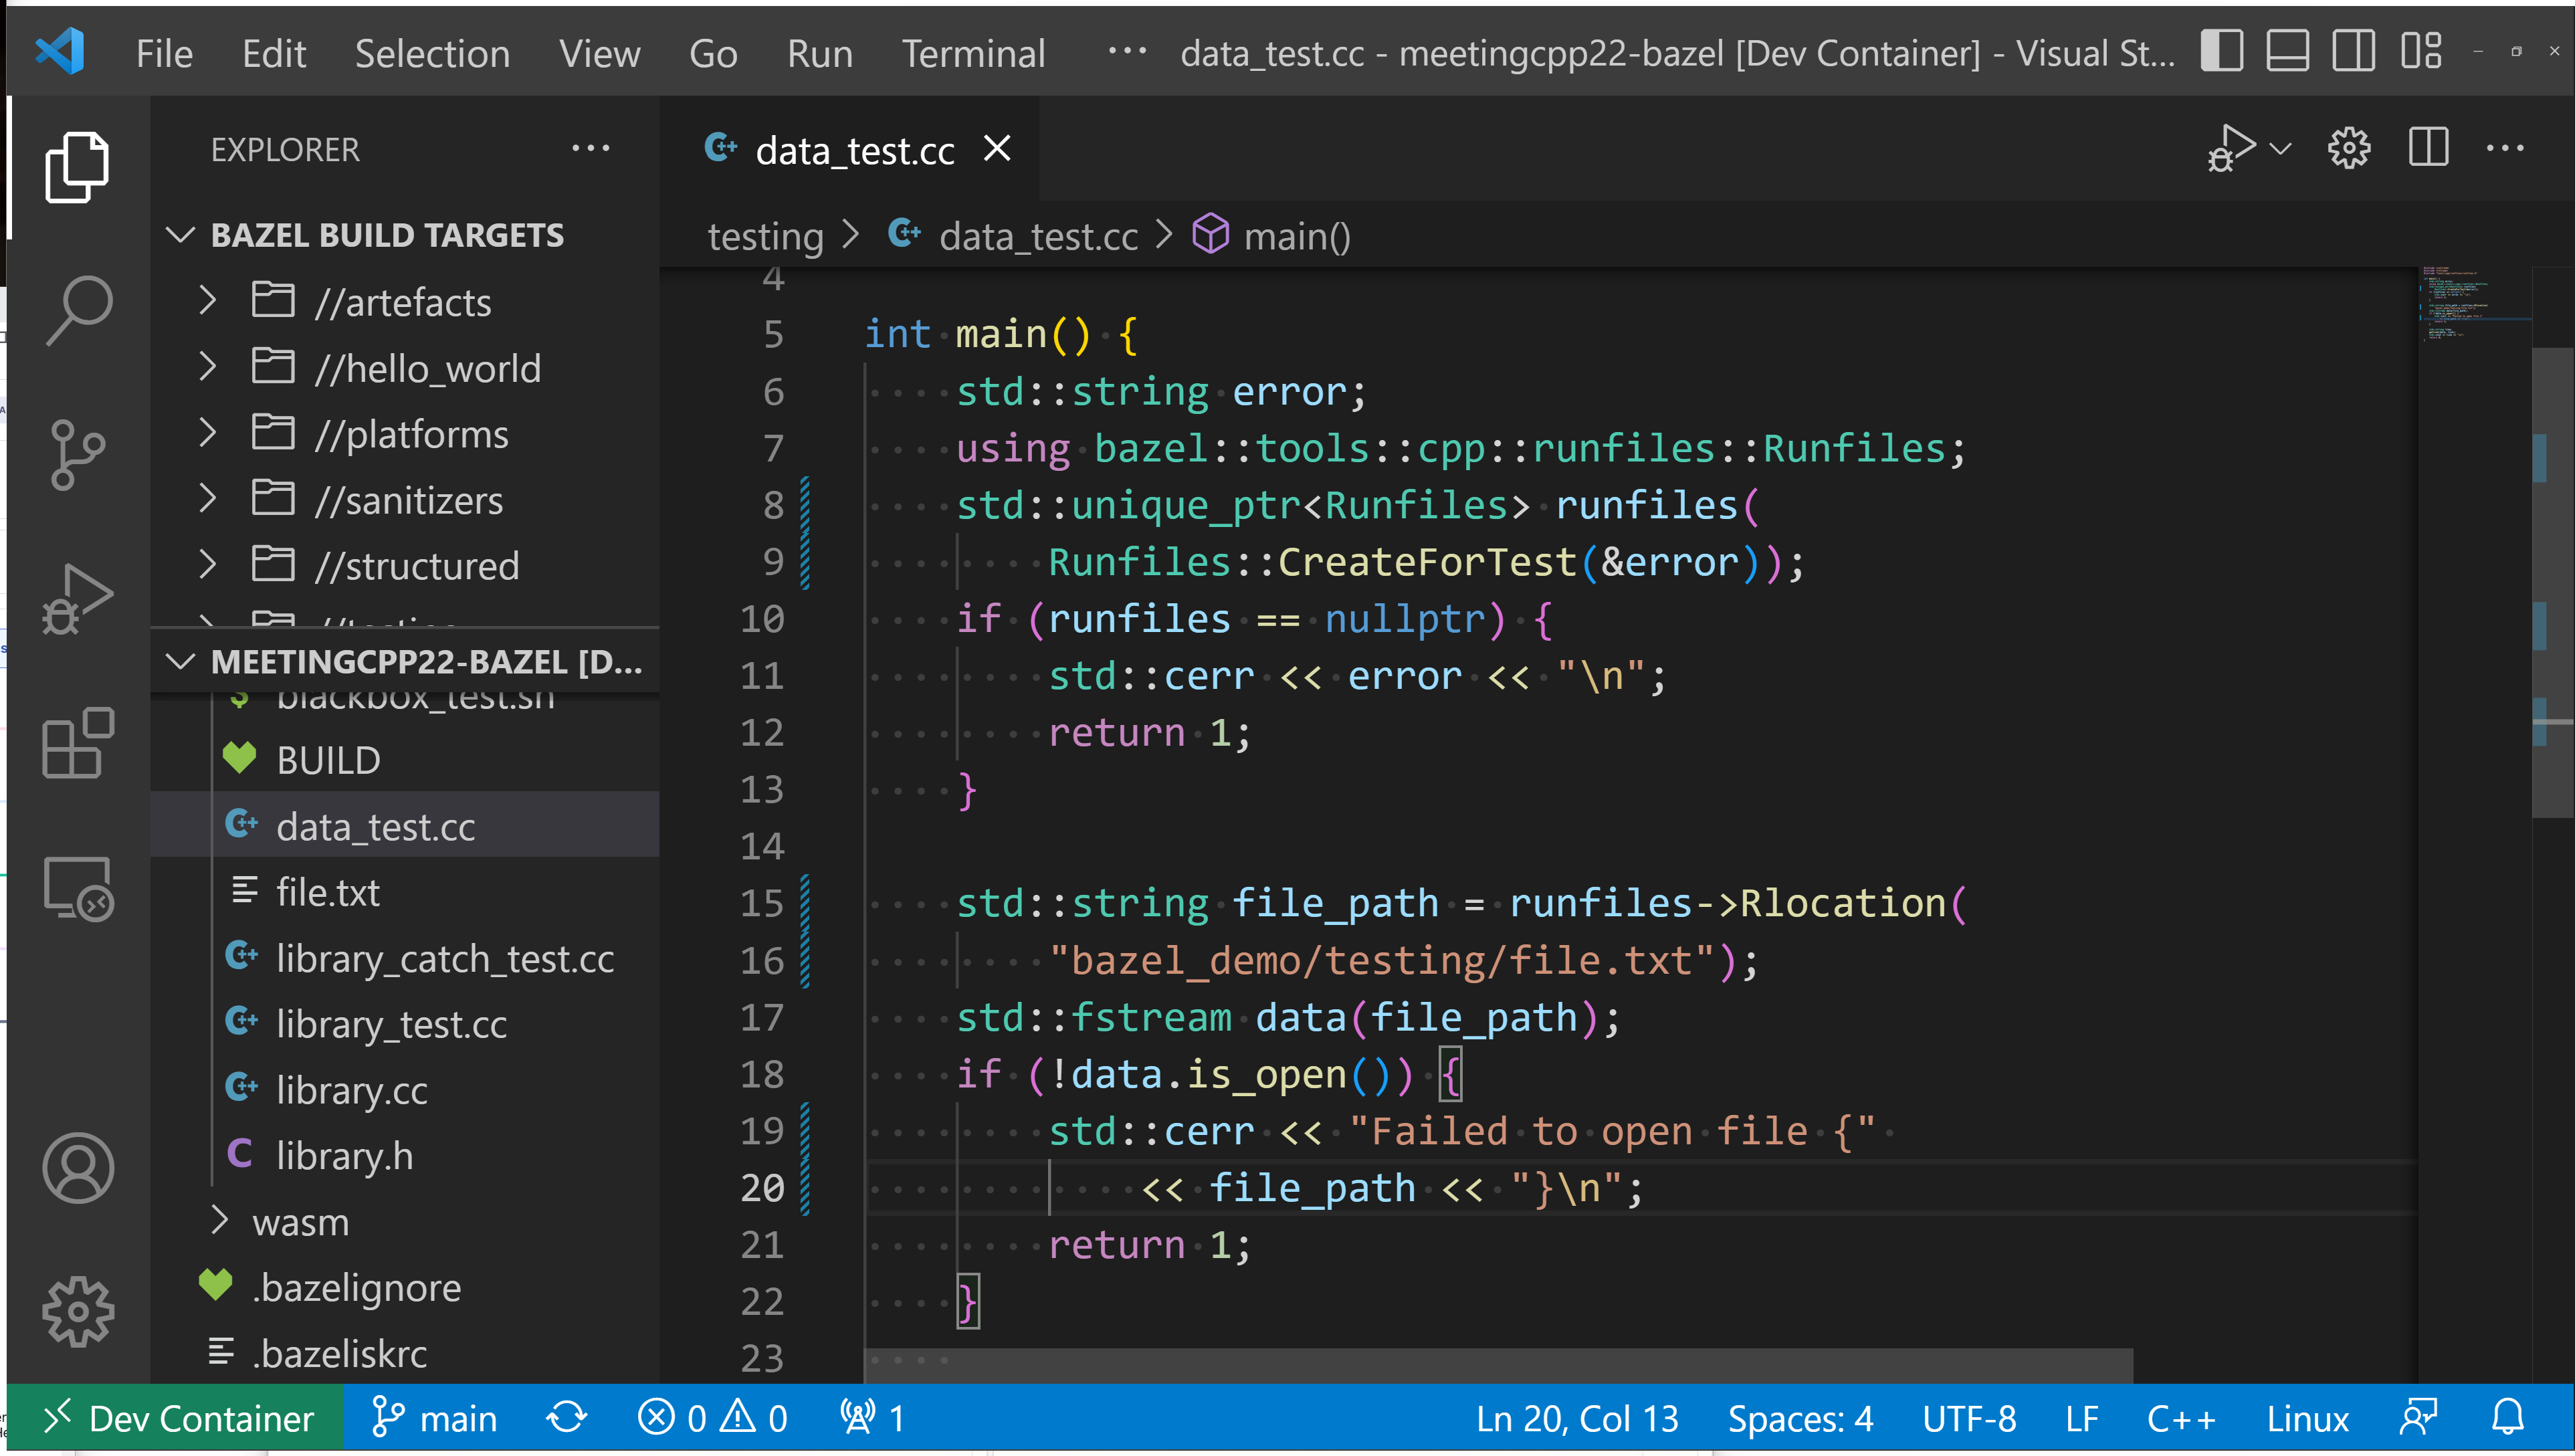 File Edit Selection View Go Run Terminal ··· data_test.cc - meetingcpp22-bazel [Dev Container] - Visual St...
EXPLORER ···
BAZEL BUILD TARGETS
//artefacts
//hello_world
//platforms
//sanitizers
//structured
//testing
MEETINGCPP22-BAZEL [D...
blackbox_test.sh
BUILD
data_test.cc
file.txt
library_catch_test.cc
library_test.cc
library.cc
library.h
wasm
.bazelignore
.bazeliskrc
data_test.cc
testing > data_test.cc > main()
4
5 int main() {
6     std::string error;
7     using bazel::tools::cpp::runfiles::Runfiles;
8     std::unique_ptr<Runfiles> runfiles(
9         Runfiles::CreateForTest(&error));
10     if (runfiles == nullptr) {
11         std::cerr << error << "\n";
12         return 1;
13     }
14
15     std::string file_path = runfiles->Rlocation(
16         "bazel_demo/testing/file.txt");
17     std::fstream data(file_path);
18     if (!data.is_open()) {
19         std::cerr << "Failed to open file {"
20             << file_path << "}\n";
21         return 1;
22     }
23
Dev Container main 0 0 1 Ln 20, Col 13 Spaces: 4 UTF-8 LF C++ Linux